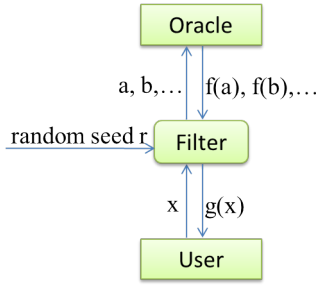 Oracle
a, b,... f(a), f(b),...
random seed r
Filter
x g(x)
User